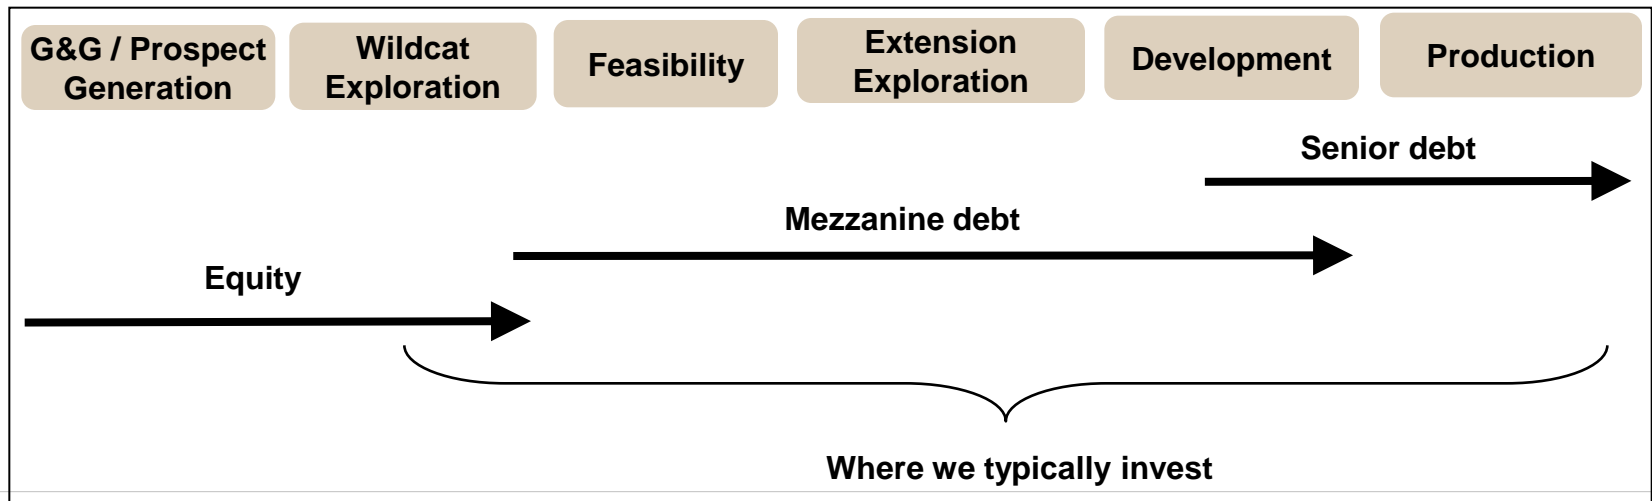 G&G / Prospect
Generation
Wildcat
Exploration
Feasibility
Extension
Exploration
Development
Production
Senior debt
Mezzanine debt
Equity
Where we typically invest